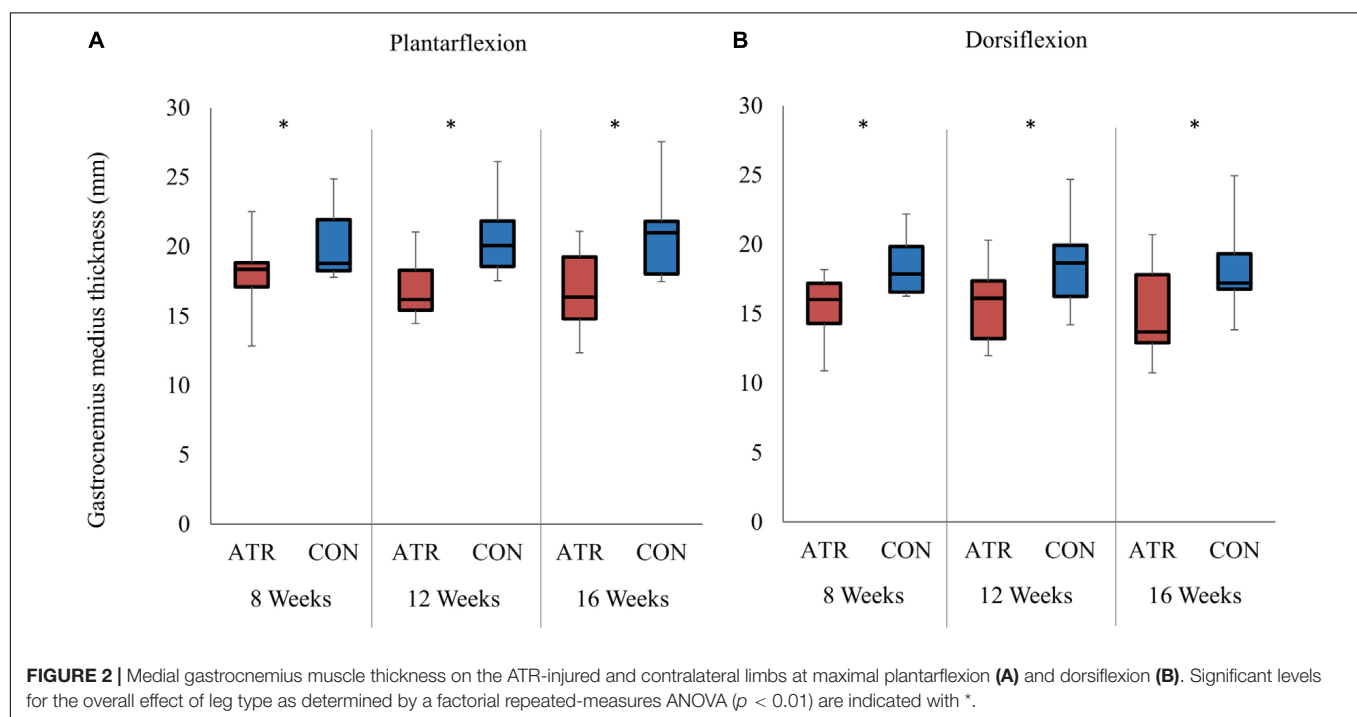 A
Plantarflexion
Gastrocnemius medius thickness (mm)
30
25
20
15
10
5
0
* * *
ATR CON ATR CON ATR CON
8 Weeks 12 Weeks 16 Weeks
B
Dorsiflexion
30
25
20
15
10
5
0
* * *
ATR CON ATR CON ATR CON
8 Weeks 12 Weeks 16 Weeks
FIGURE 2 | Medial gastrocnemius muscle thickness on the ATR-injured and contralateral limbs at maximal plantarflexion (A) and dorsiflexion (B). Significant levels
for the overall effect of leg type as determined by a factorial repeated-measures ANOVA (p < 0.01) are indicated with *.